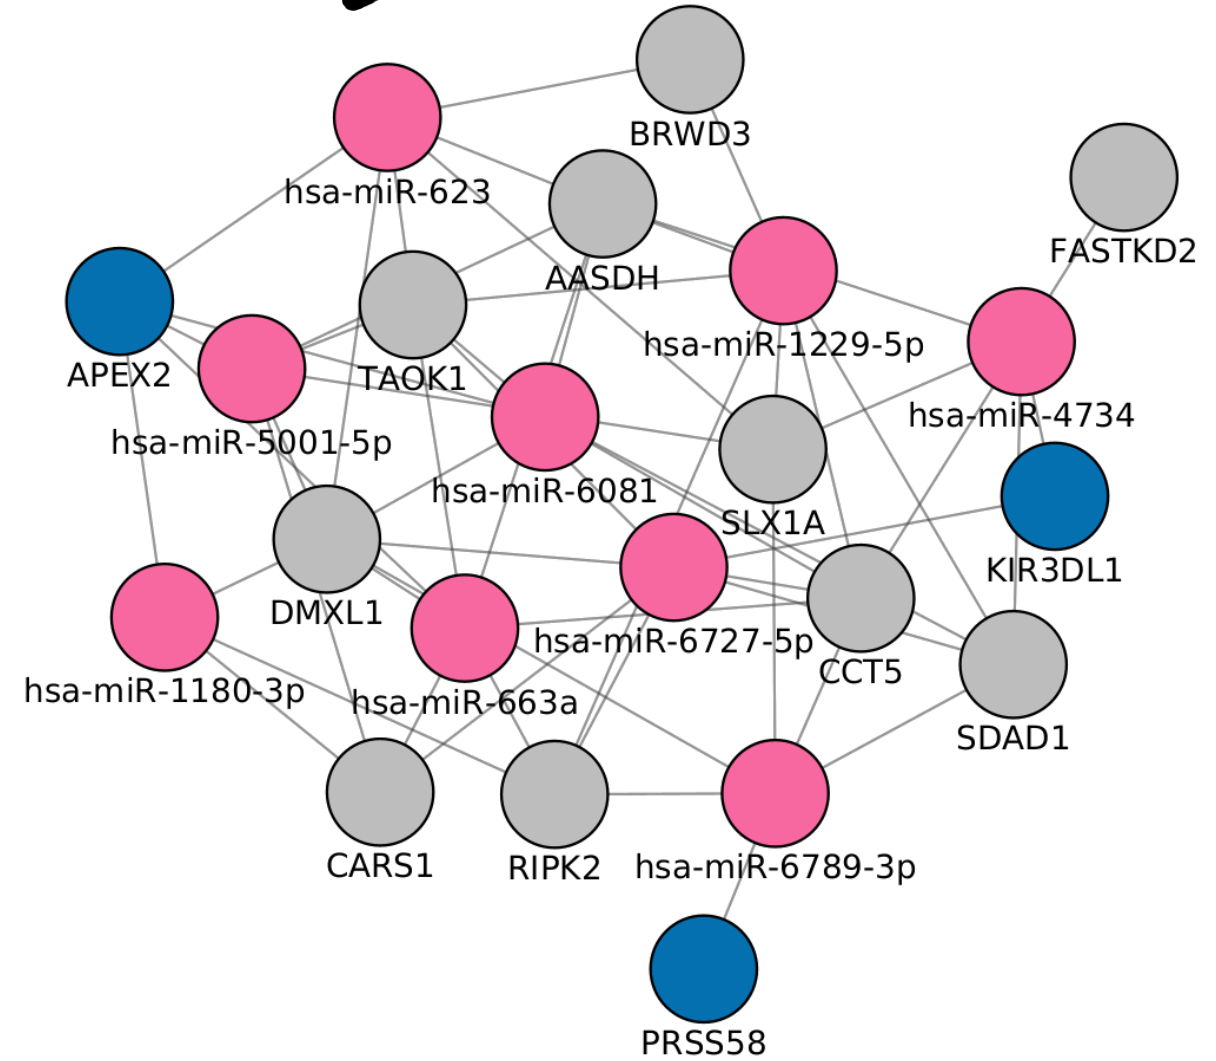 BRWD3
hsa-miR-623
FASTKD2
AASDH
hsa-miR-1229-5p
APEX2
TAOK1
hsa-miR-4734
hsa-miR-5001-5p
hsa-miR-6081
SLX1A
KIR3DL1
DMXL1
hsa-miR-6727-5p
CCT5
hsa-miR-1180-3p
hsa-miR-663a
SDAD1
CARS1
RIPK2
hsa-miR-6789-3p
PRSS58